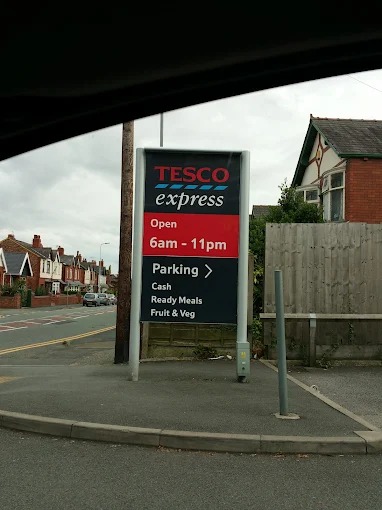 TESCO
express
Open
6am - 11pm
Parking
Cash
Ready Meals
Fruit & Veg